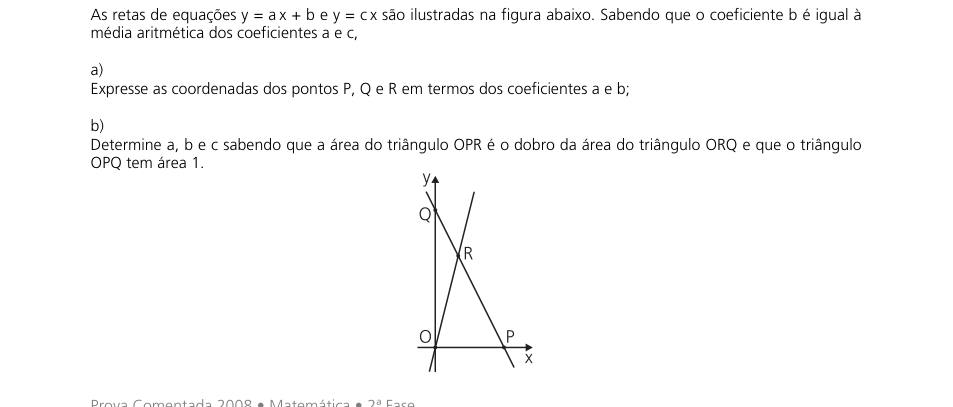 As retas de equações y = a x + b e y = c x são ilustradas na figura abaixo. Sabendo que o coeficiente b é igual à
média aritmética dos coeficientes a e c,
a)
Expresse as coordenadas dos pontos P, Q e R em termos dos coeficientes a e b;
b)
Determine a, b e c sabendo que a área do triângulo OPR é o dobro da área do triângulo ORQ e que o triângulo
OPQ tem área 1.
y
Q
R
O
P
x
Prova Comentada 2008 • Matemática • 2ª Fase